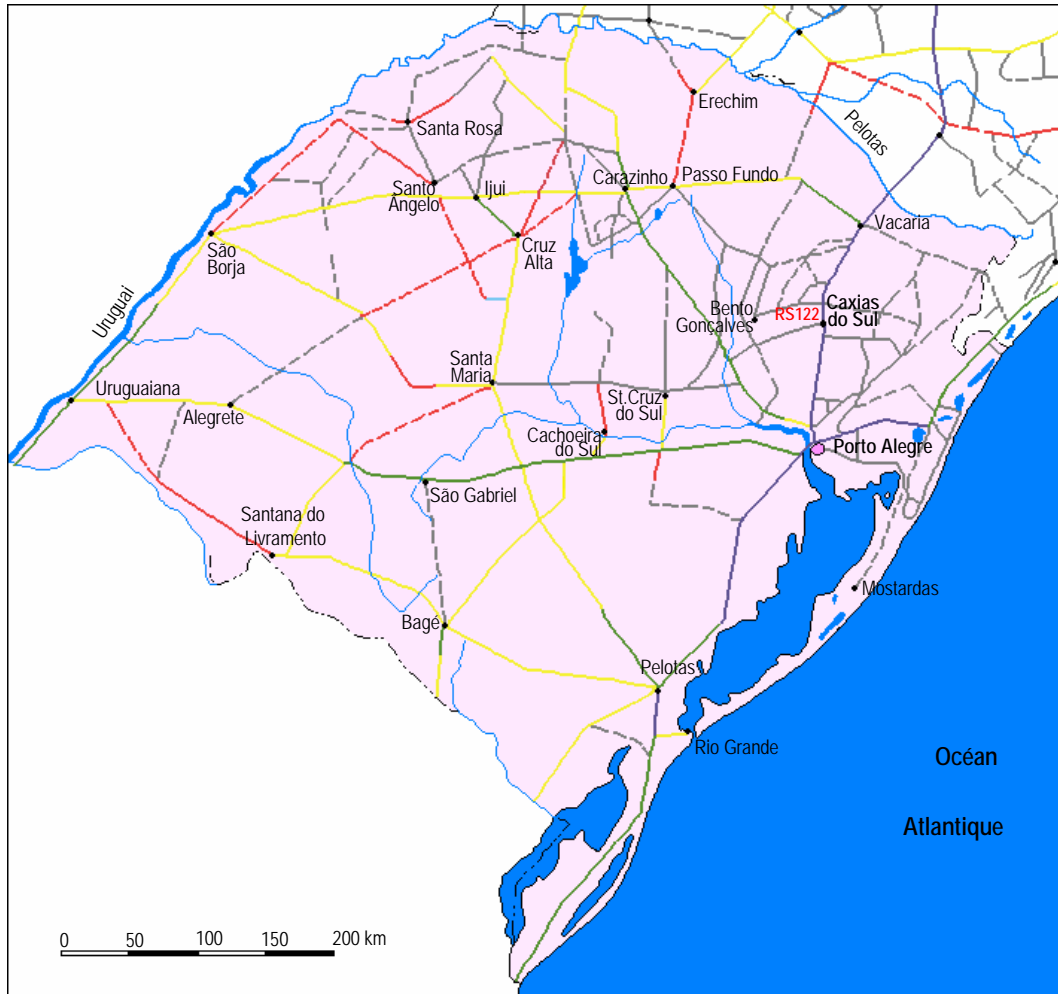 Erechim
Pelotas
Santa Rosa
Carazinho
Passo Fundo
Santo
Ângelo
Ijui
Vacaria
São
Borja
Cruz
Alta
Uruguai
Bento
Gonçalves
RS122
Caxias
do Sul
Santa
Maria
Uruguaiana
Alegrete
St.Cruz
do Sul
Cachoeira
do Sul
Porto Alegre
São Gabriel
Santana do
Livramento
Mostardas
Bagé
Pelotas
Rio Grande
Océan
Atlantique
0 50 100 150 200 km